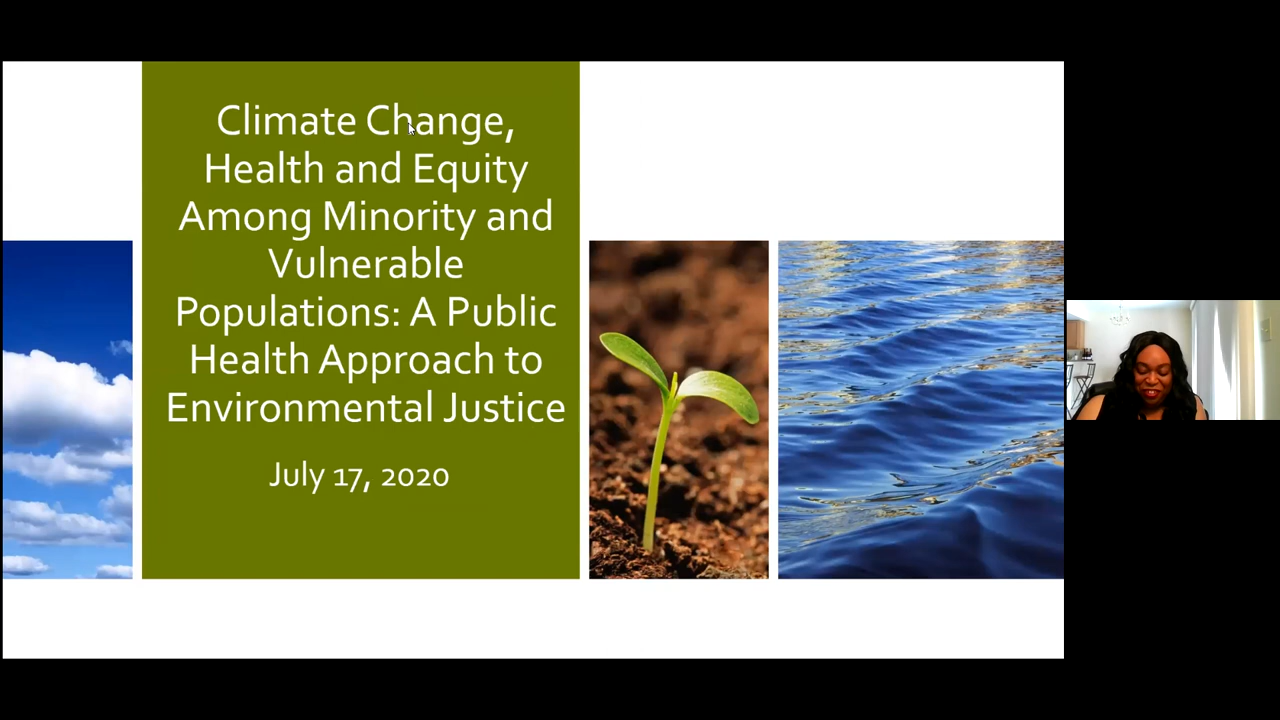 Climate Change,
Health and Equity
Among Minority and
Vulnerable
Populations: A Public
Health Approach to
Environmental Justice
July 17, 2020